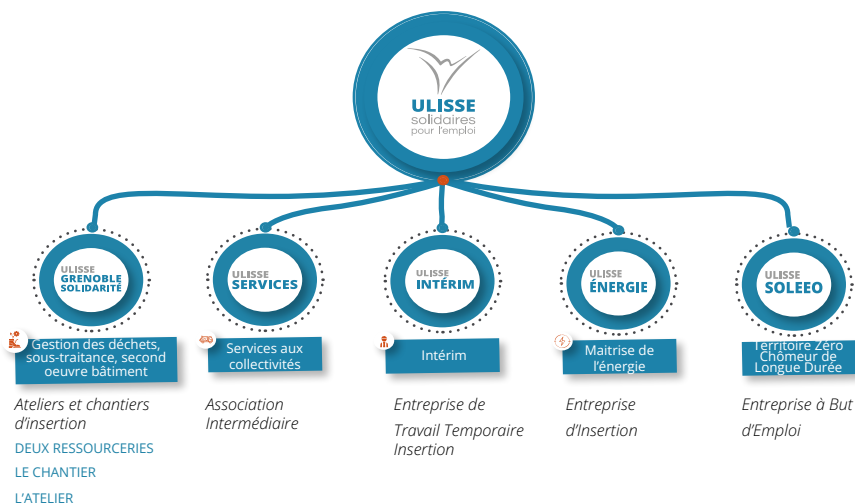 ULISSE
solidaires
pour l'emploi
ULISSE
GRENOBLE
SOLIDARITÉ
ULISSE
SERVICES
ULISSE
INTÉRIM
ULISSE
ÉNERGIE
ULISSE
SOLEEO
Gestion des déchets,
sous-traitance, second
oeuvre bâtiment
Services aux
collectivités
Intérim
Maitrise de
l'énergie
Territoire Zéro
Chômeur de
Longue Durée
Ateliers et chantiers
d'insertion
DEUX RESSOURCERIES
LE CHANTIER
L'ATELIER
Association
Intermédiaire
Entreprise de
Travail Temporaire
Insertion
Entreprise
d'Insertion
Entreprise à But
d'Emploi